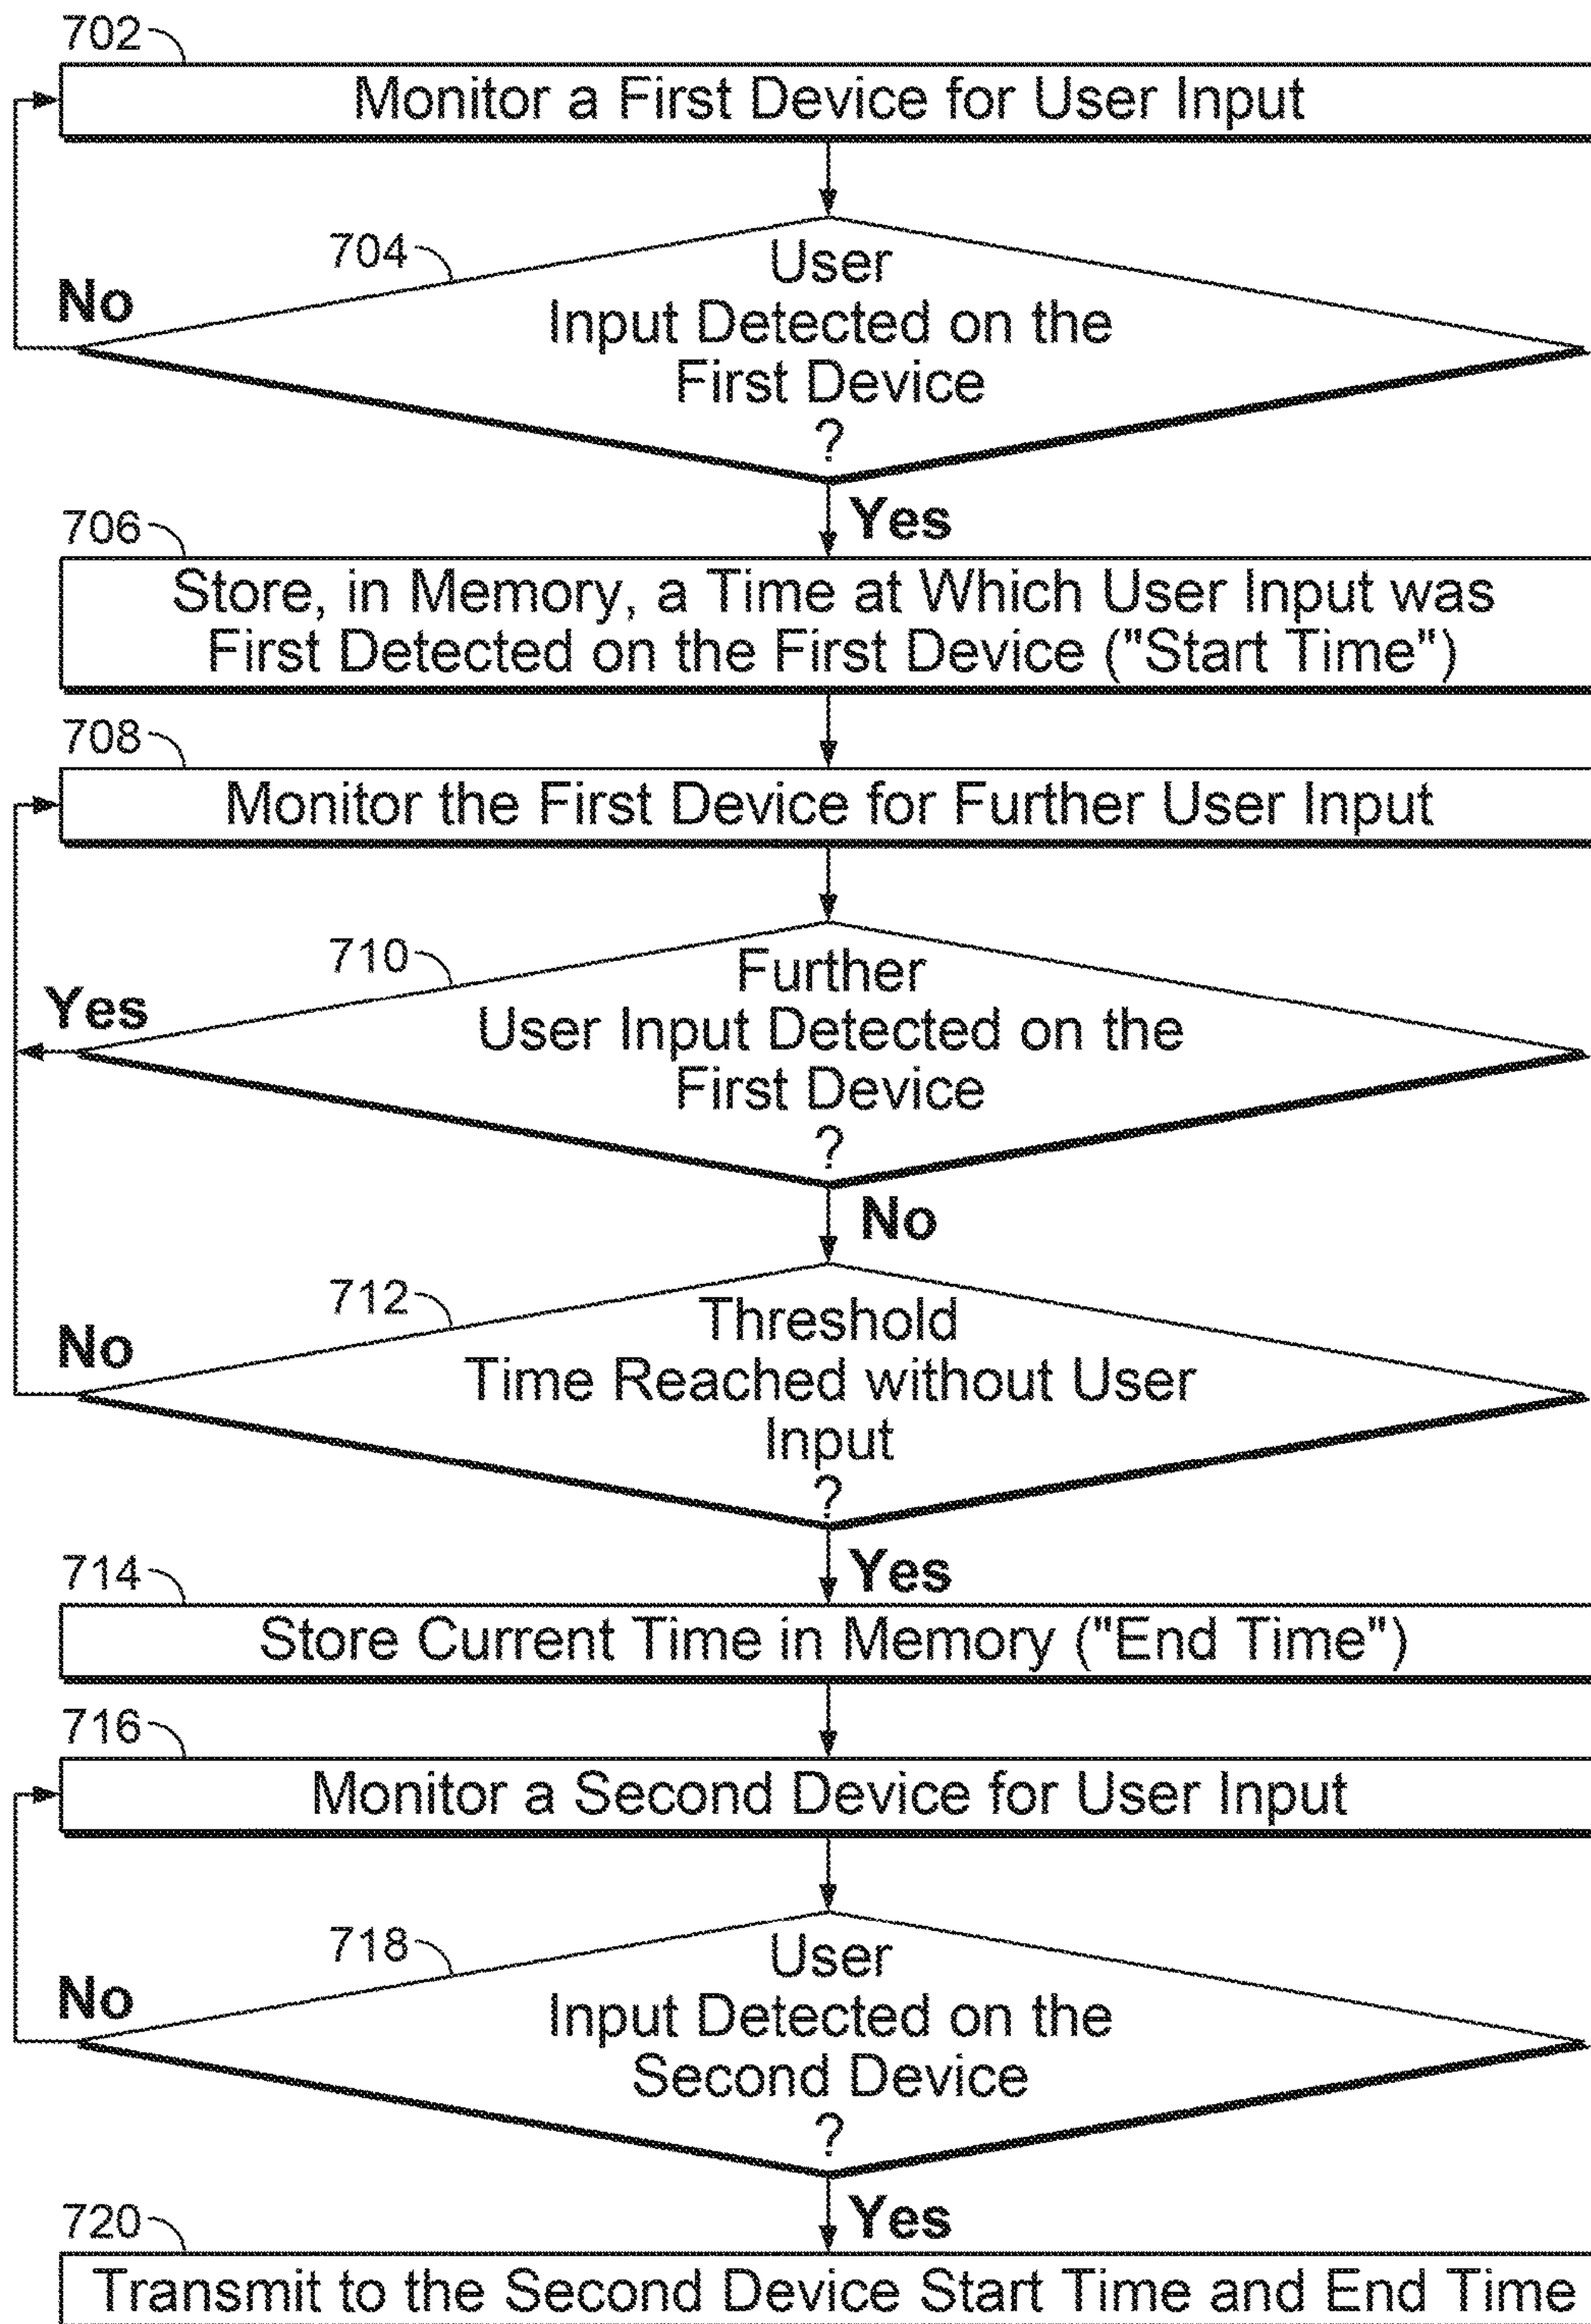 702
Monitor a First Device for User Input
704
User
No
Input Detected on the
First Device
?
Yes
706
Store, in Memory, a Time at Which User Input was
First Detected on the First Device ("Start Time")
708
Monitor the First Device for Further User Input
710
Further
Yes
User Input Detected on the
First Device
?
No
712
Threshold
No
Time Reached without User
Input
?
Yes
714
Store Current Time in Memory ("End Time")
716
Monitor a Second Device for User Input
718
User
No
Input Detected on the
Second Device
?
Yes
720
Transmit to the Second Device Start Time and End Time